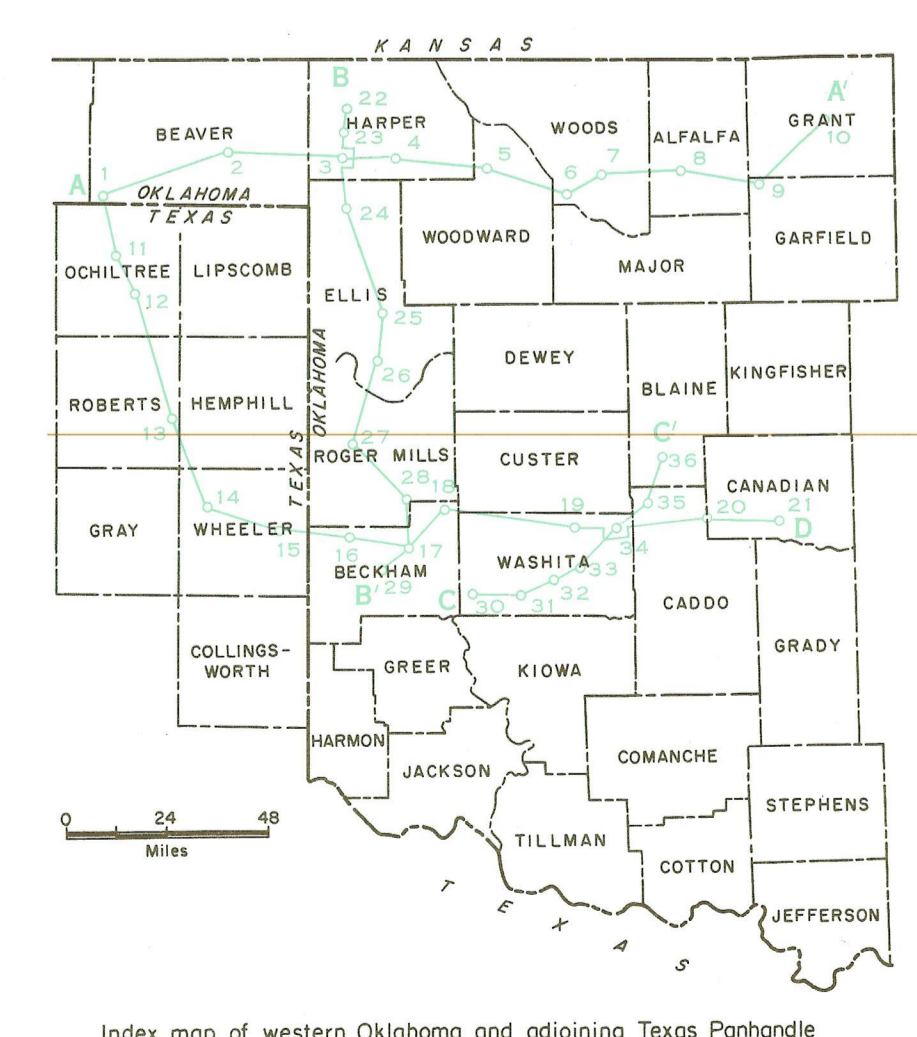 KANSAS
B
22
A'
BEAVER
23
HARPER
4
WOODS
ALFALFA
GRANT
10
A
1
2
3
5
6
7
8
9
OKLAHOMA
TEXAS
24
11
OCHILTREE
LIPSCOMB
WOODWARD
MAJOR
GARFIELD
12
ELLIS
25
OKLAHOMA
26
DEWEY
BLAINE
KINGFISHER
ROBERTS
HEMPHILL
13
27
C'
TEXAS
ROGER MILLS
CUSTER
36
28
18
35
CANADIAN
14
GRAY
WHEELER
19
20
21
D
15
16
17
34
BECKHAM
WASHITA
33
B'
29
C
30
31
32
CADDO
COLLINGS-
WORTH
GREER
KIOWA
GRADY
HARMON
JACKSON
COMANCHE
STEPHENS
0 24 48
Miles
TILLMAN
COTTON
JEFFERSON
TEXAS
Index map of western Oklahoma and adjoining Texas Panhandle